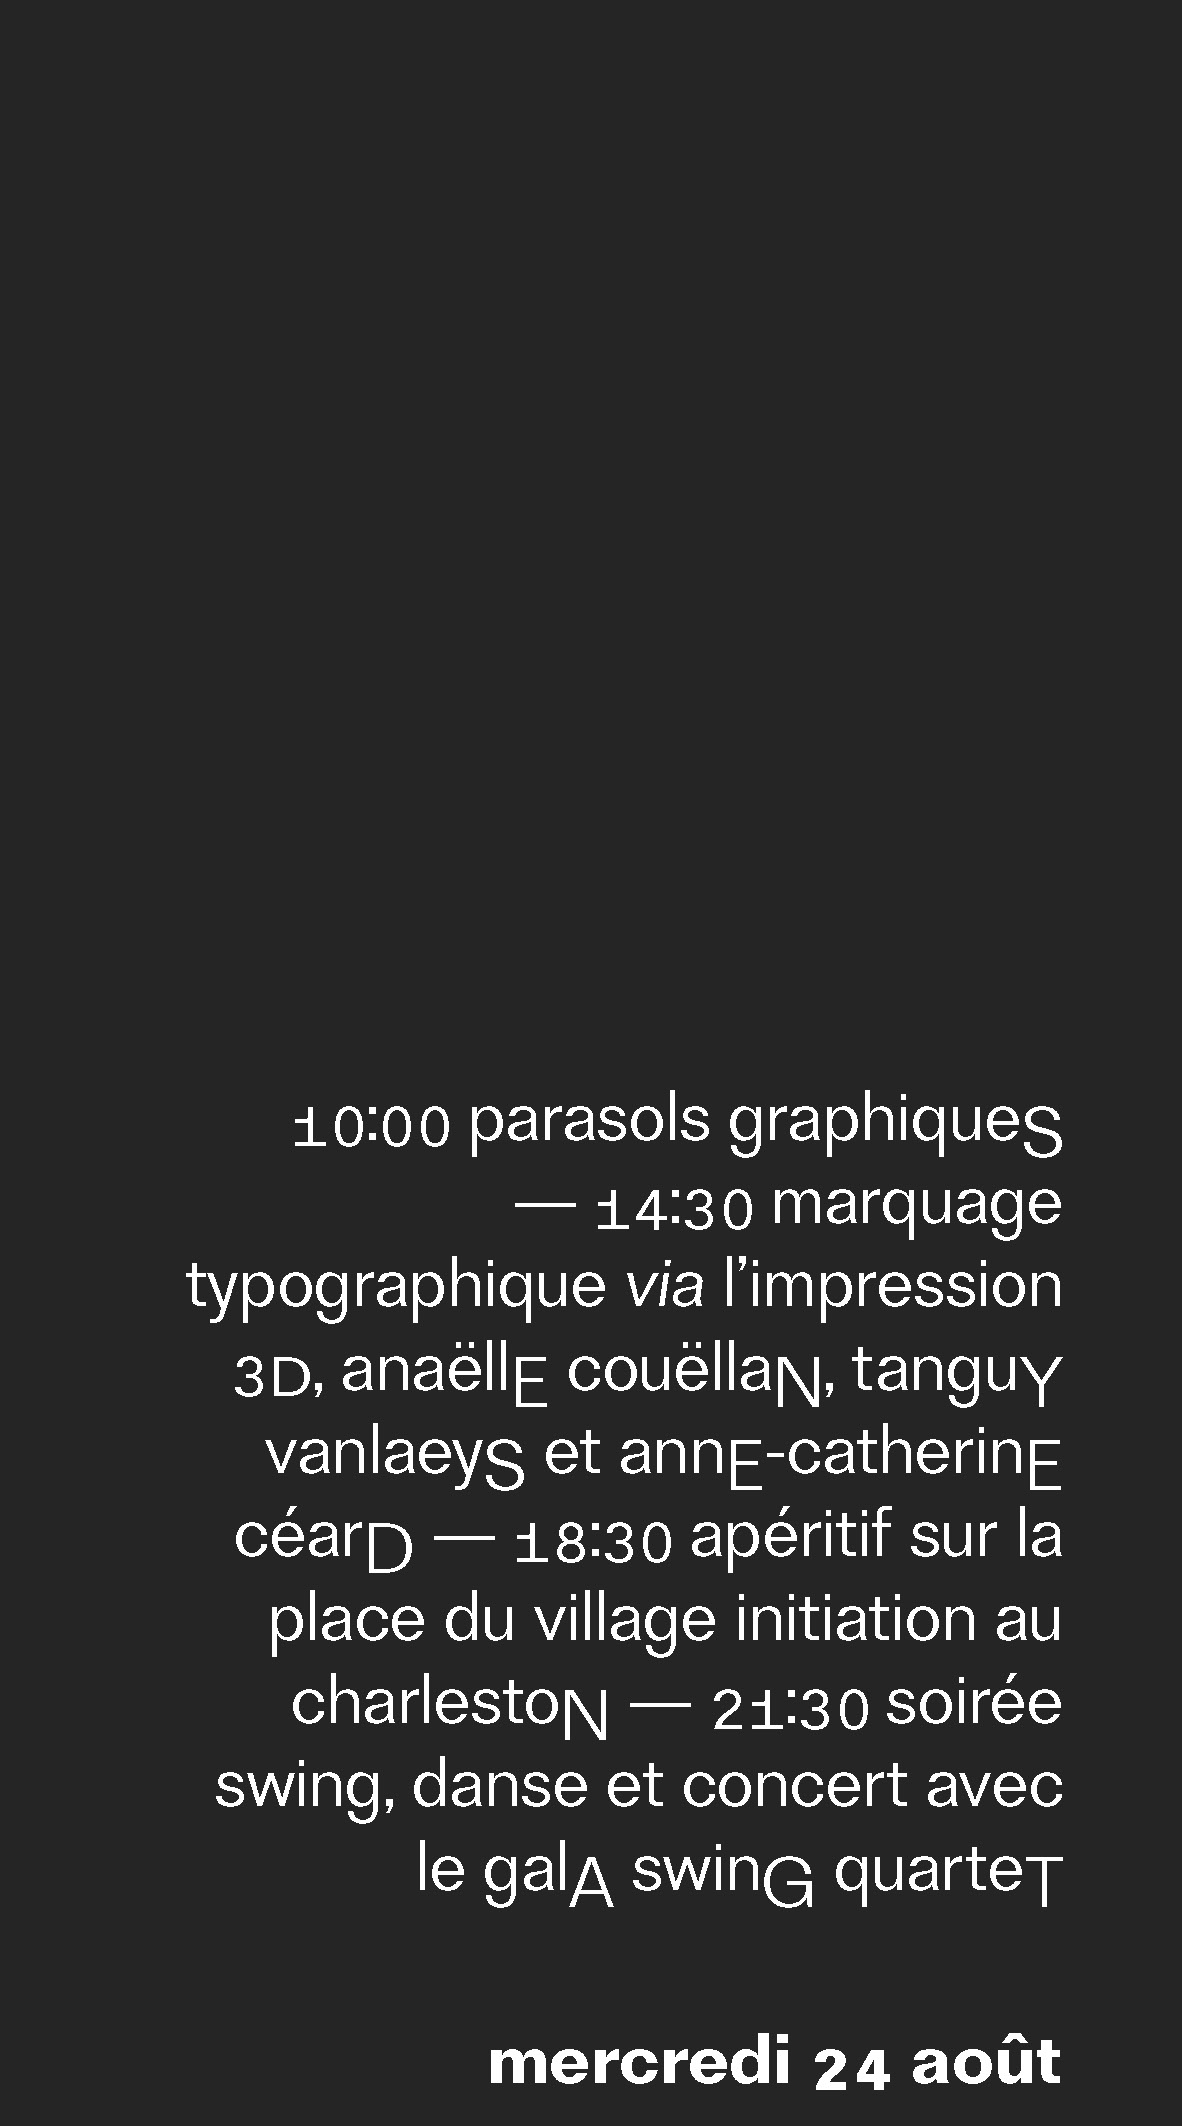 10:00 parasols graphiqueS
— 14:30 marquage
typographique via l’impression
3D, anaëllE couëllaN, tanguY
vanlaeyS et annE-catherinE
céarD — 18:30 apéritif sur la
place du village initiation au
charlestoN — 21:30 soirée
swing, danse et concert avec
le galA swinG quarteT
mercredi 24 août